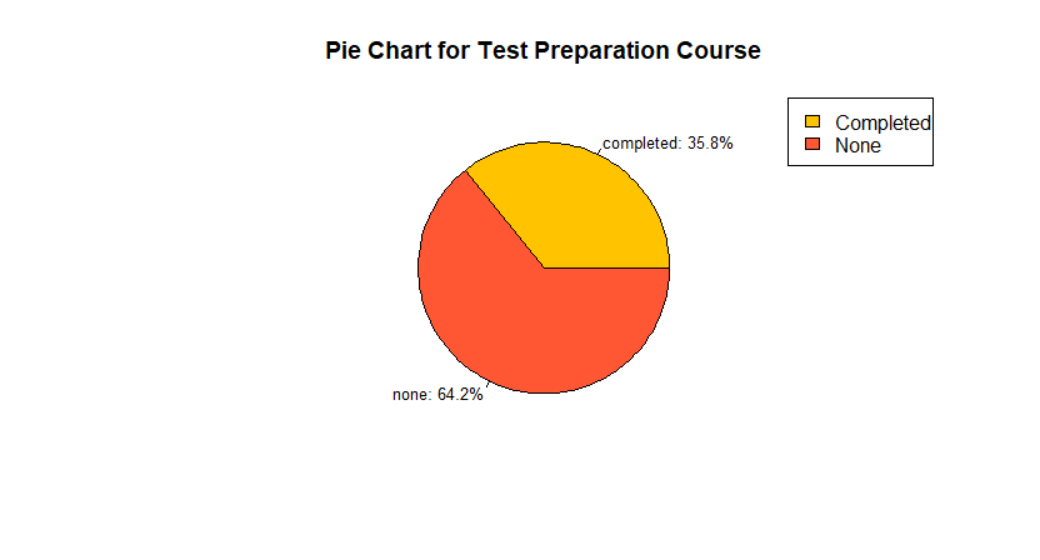 Pie Chart for Test Preparation Course
Completed
None
completed: 35.8%
none: 64.2%